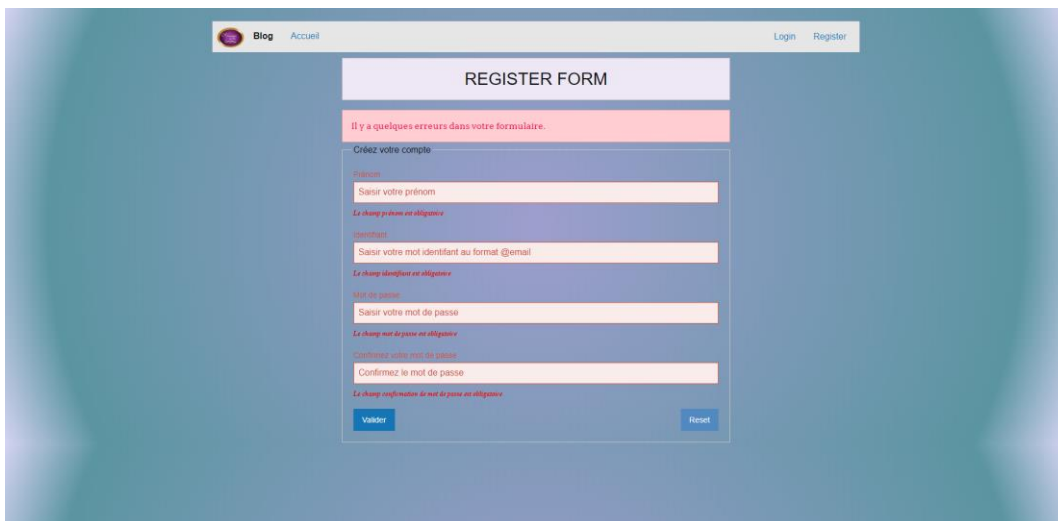 Blog Accueil Login Register
REGISTER FORM
Il y a quelques erreurs dans votre formulaire.
Créez votre compte
Prénom
Saisir votre prénom
Le champ prénom est obligatoire
Identifiant
Saisir votre mot identifant au format @email
Le champ identifiant est obligatoire
Mot de passe
Saisir votre mot de passe
Le champ mot de passe est obligatoire
Confirmez votre mot de passe
Confirmez le mot de passe
Le champ confirmation de mot de passe est obligatoire
Valider Reset